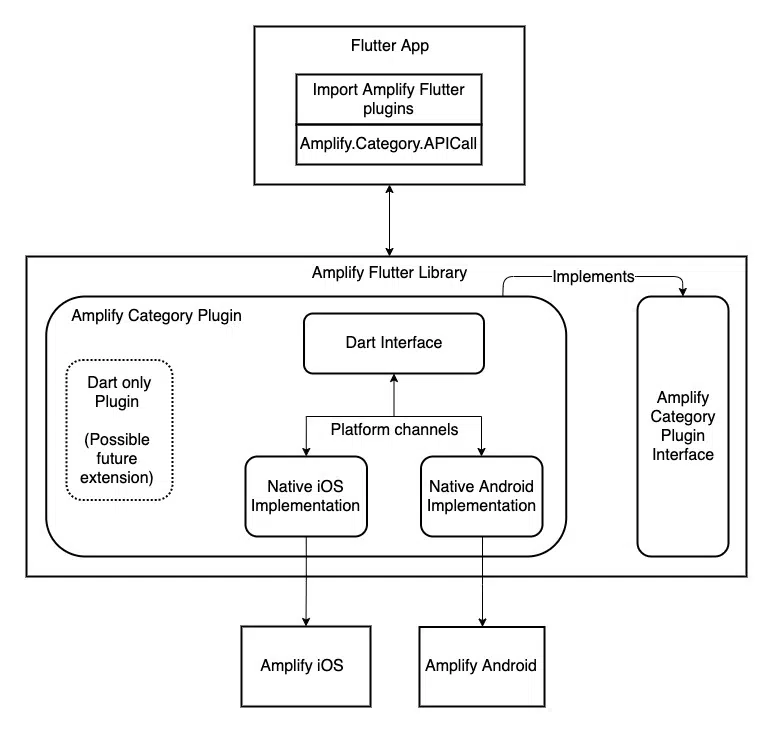 Flutter App
Import Amplify Flutter
plugins
Amplify.Category.APICall
Amplify Flutter Library
Implements
Amplify Category Plugin
Dart Interface
Dart only
Plugin
(Possible
future
extension)
Platform channels
Amplify
Category
Plugin
Interface
Native iOS
Implementation
Native Android
Implementation
Amplify iOS
Amplify Android